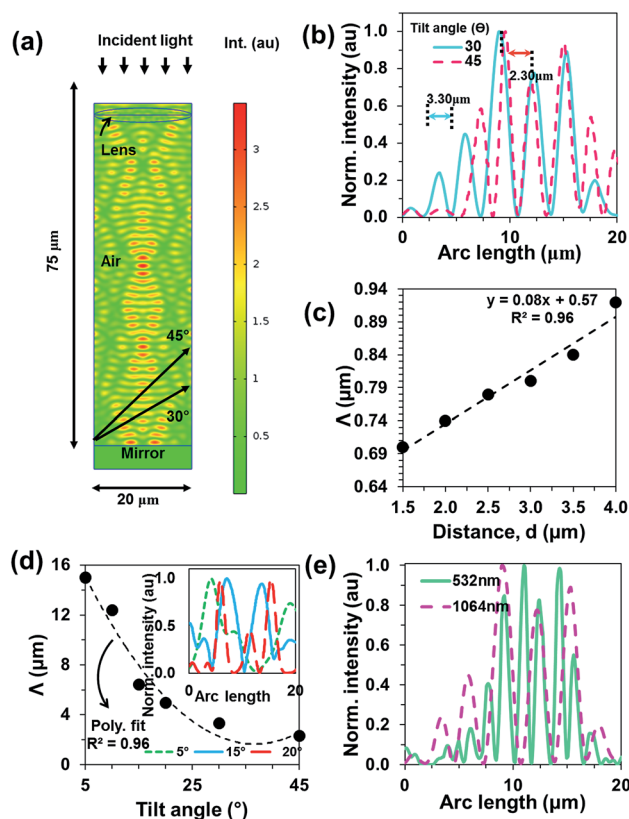 (a)
Incident light
Int. (au)
Lens
75 µm
Air
45°
30°
Mirror
20 µm
3
2.5
2
1.5
1
0.5
(b)
Tilt angle (Θ)
30
45
2.30µm
3.30µm
Norm. intensity (au)
1.0
0.8
0.6
0.4
0.2
0.0
0
10
20
Arc length (µm)
(c)
y = 0.08x + 0.57
R² = 0.96
Λ (µm)
0.94
0.89
0.84
0.79
0.74
0.69
0.64
1.5
2.0
2.5
3.0
3.5
4.0
Distance, d (µm)
(d)
Λ (µm)
16
14
12
10
8
6
4
2
0
5
15
25
35
45
Tilt angle (°)
Poly. fit
R² = 0.96
Norm. intensity (au)
1.0
0.5
0.0
0
20
Arc length
5°
15°
20°
(e)
532nm
1064nm
Norm. intensity (au)
1.0
0.8
0.6
0.4
0.2
0.0
0
10
20
Arc length (µm)